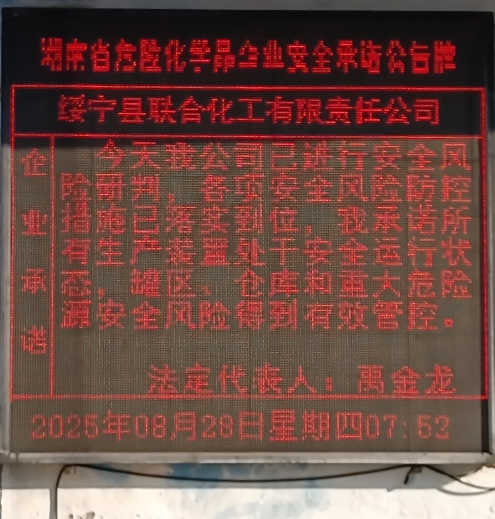 湖南省危险化学品企业安全承诺公告牌
绥宁县联合化工有限责任公司
企业承诺
今天我公司已进行安全风
险研判，各项安全风险防控
措施已落实到位，我承诺所
有生产装置处于安全运行状
态，罐区、仓库和重大危险
源安全风险得到有效管控。
法定代表人：禹金龙
2025年08月28日星期四07:52